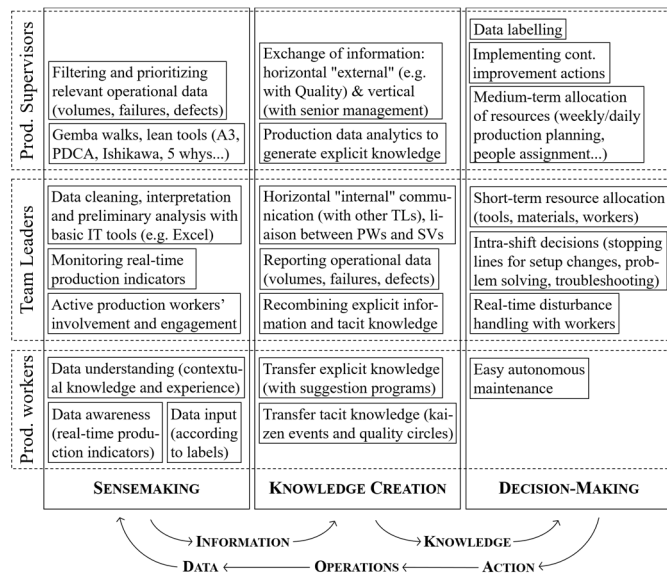 Prod. Supervisors
Filtering and prioritizing
relevant operational data
(volumes, failures, defects)
Gemba walks, lean tools (A3,
PDCA, Ishikawa, 5 whys...)
Exchange of information:
horizontal "external" (e.g.
with Quality) & vertical
(with senior management)
Production data analytics to
generate explicit knowledge
Data labelling
Implementing cont.
improvement actions
Medium-term allocation
of resources (weekly/daily
production planning,
people assignment...)
Team Leaders
Data cleaning, interpretation
and preliminary analysis with
basic IT tools (e.g. Excel)
Monitoring real-time
production indicators
Active production workers'
involvement and engagement
Horizontal "internal" commu-
nication (with other TLs), li-
aison between PWs and SVs
Reporting operational data
(volumes, failures, defects)
Recombining explicit infor-
mation and tacit knowledge
Short-term resource allocation
(tools, materials, workers)
Intra-shift decisions (stopping
lines for setup changes, prob-
lem solving, troubleshooting)
Real-time disturbance
handling with workers
Prod. workers
Data understanding (contextu-
al knowledge and experience)
Data awareness
(real-time produ-
ction indicators)
Data input
(according
to labels)
Transfer explicit knowledge
(with suggestion programs)
Transfer tacit knowledge (kai-
zen events and quality circles)
Easy autonomous
maintenance
SENSEMAKING
KNOWLEDGE CREATION
DECISION-MAKING
INFORMATION
KNOWLEDGE
DATA
OPERATIONS
ACTION